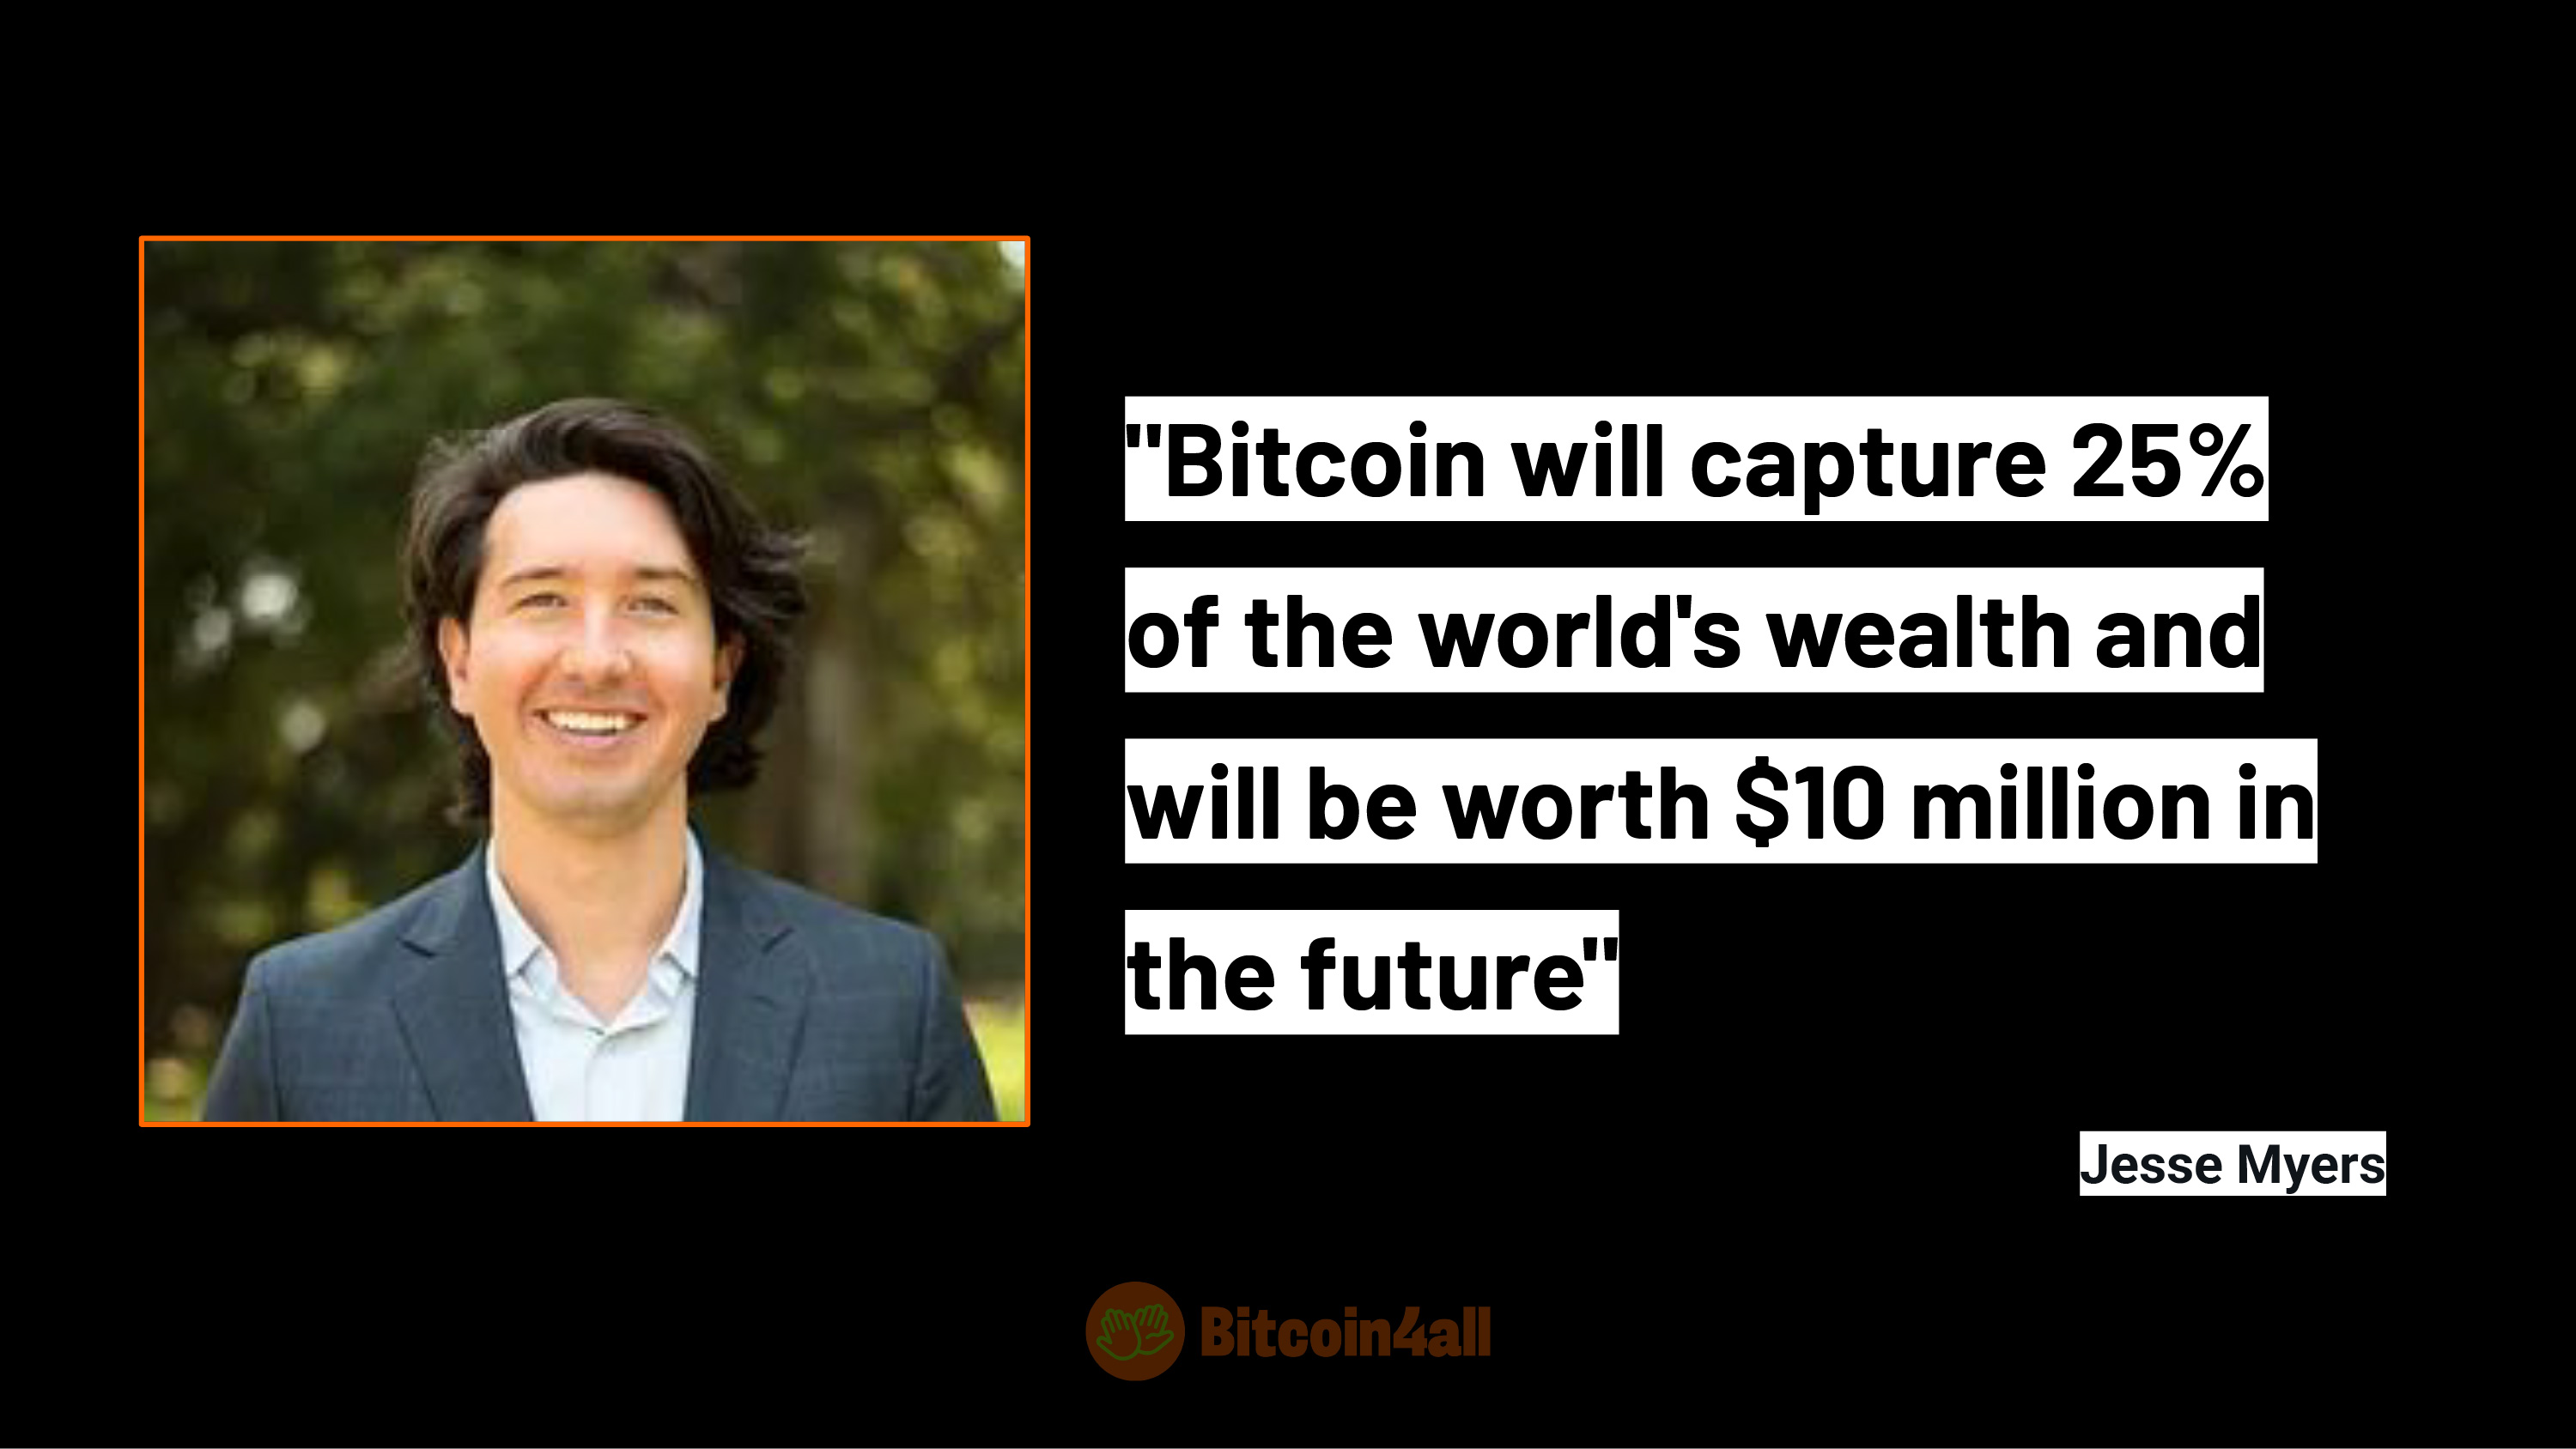 "Bitcoin will capture 25%
of the world's wealth and
will be worth $10 million in
the future"
Jesse Myers
Bitcoin4all